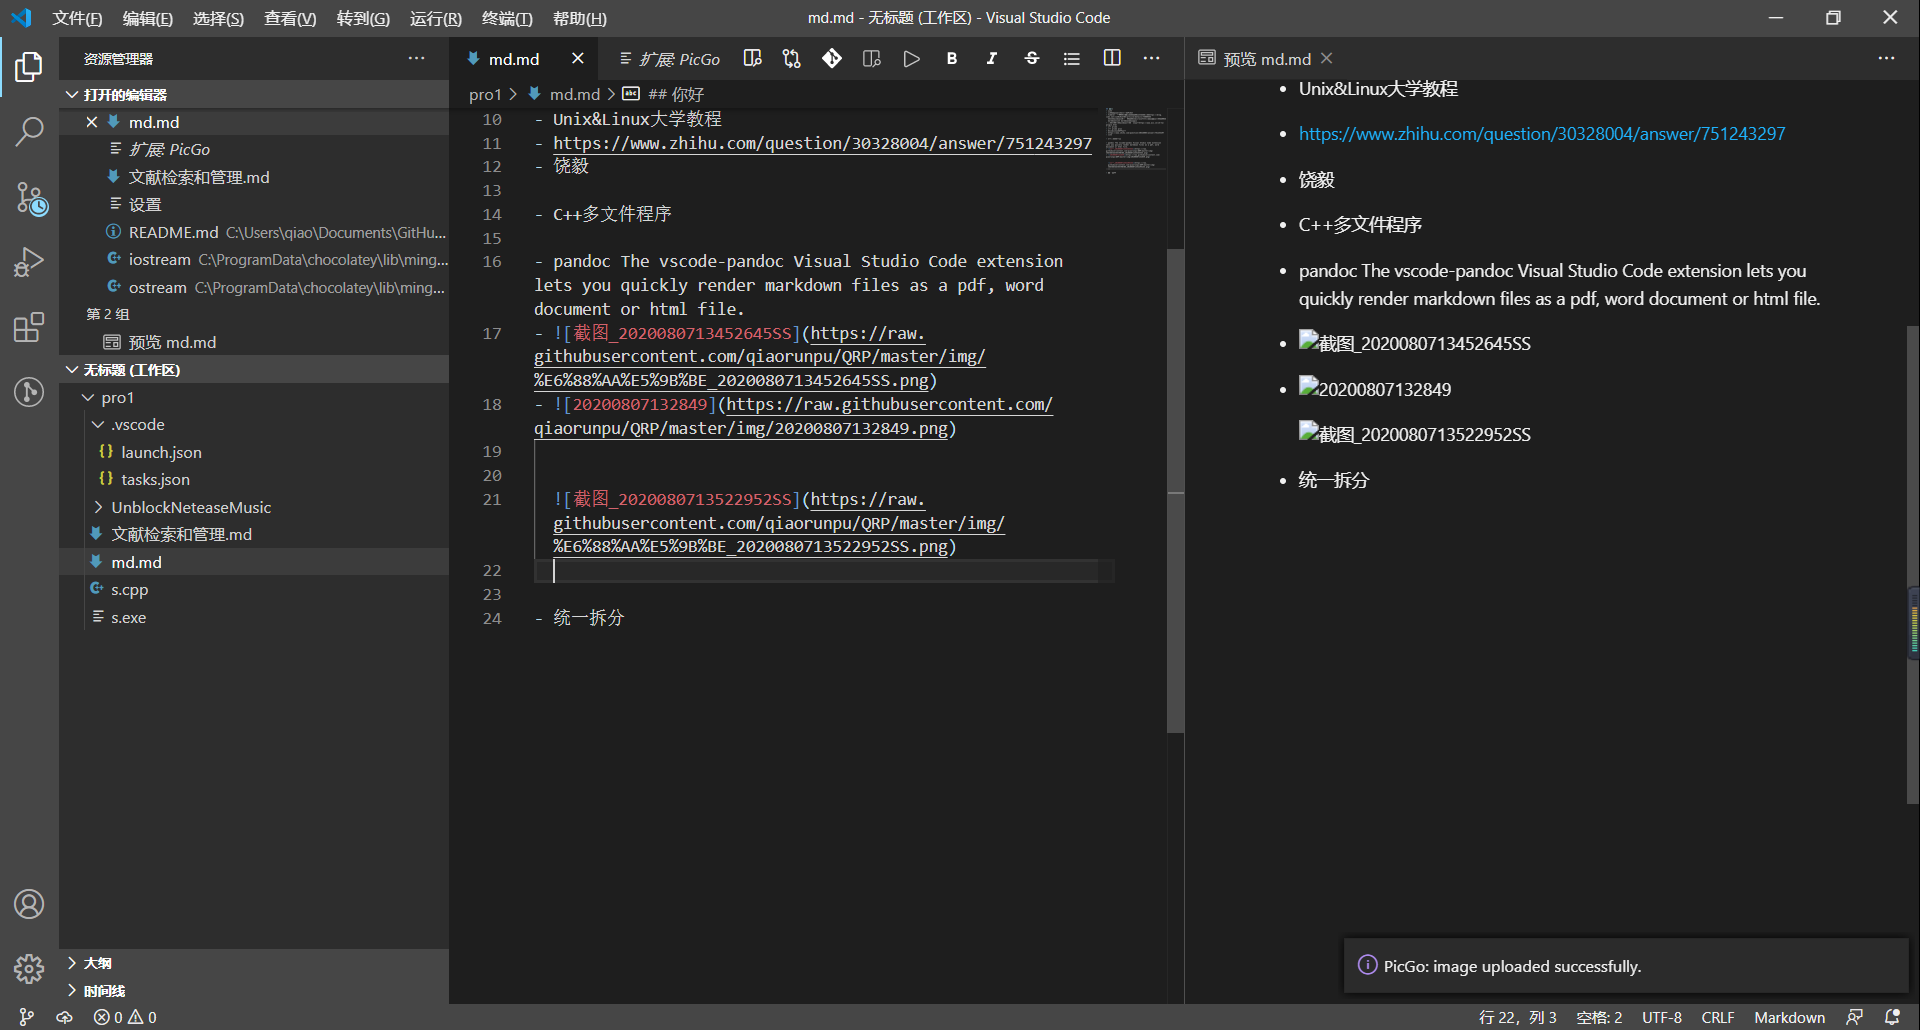 文件(F) 编辑(E) 选择(S) 查看(V) 转到(G) 运行(R) 终端(T) 帮助(H)
md.md - 无标题 (工作区) - Visual Studio Code
资源管理器
打开的编辑器
md.md
扩展: PicGo
文献检索和管理.md
设置
README.md C:\Users\qiao\Documents\GitHu...
iostream C:\ProgramData\chocolatey\lib\ming...
ostream C:\ProgramData\chocolatey\lib\ming...
第 2 组
预览 md.md
无标题 (工作区)
pro1
.vscode
launch.json
tasks.json
UnblockNeteaseMusic
文献检索和管理.md
md.md
s.cpp
s.exe
大纲
时间线
md.md
扩展: PicGo
pro1 > md.md > ## 你好
10 - Unix&Linux大学教程
11 - https://www.zhihu.com/question/30328004/answer/751243297
12 - 饶毅
13
14 - C++多文件程序
15
16 - pandoc The vscode-pandoc Visual Studio Code extension
lets you quickly render markdown files as a pdf, word
document or html file.
17 - ![截图_2020080713452645SS](https://raw.
githubusercontent.com/qiaorunpu/QRP/master/img/
%E6%88%AA%E5%9B%BE_2020080713452645SS.png)
18 - ![20200807132849](https://raw.githubusercontent.com/
qiaorunpu/QRP/master/img/20200807132849.png)
19
20
21 ![截图_2020080713522952SS](https://raw.
githubusercontent.com/qiaorunpu/QRP/master/img/
%E6%88%AA%E5%9B%BE_2020080713522952SS.png)
22
23
24 - 统一拆分
预览 md.md
• Unix&Linux大学教程
• https://www.zhihu.com/question/30328004/answer/751243297
• 饶毅
• C++多文件程序
• pandoc The vscode-pandoc Visual Studio Code extension lets you
quickly render markdown files as a pdf, word document or html file.
• 截图_2020080713452645SS
• 20200807132849
截图_2020080713522952SS
• 统一拆分
PicGo: image uploaded successfully.
0 0
行 22，列 3 空格: 2 UTF-8 CRLF Markdown